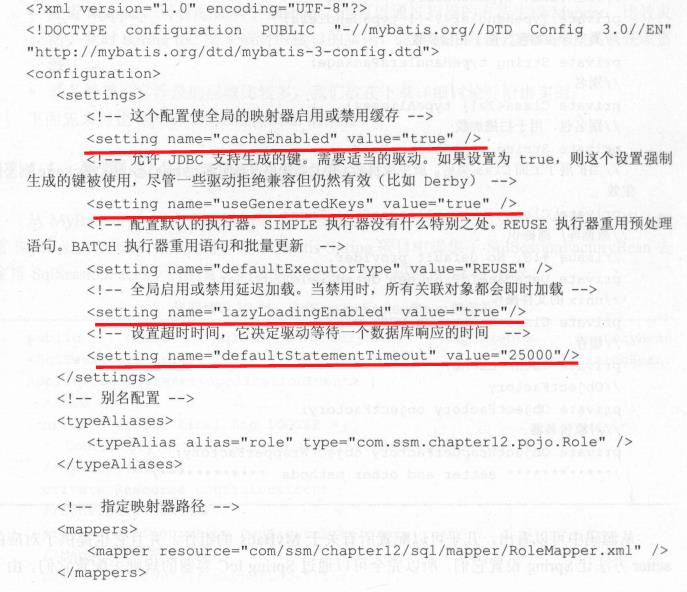 <?xml version="1.0" encoding="UTF-8"?>
<!DOCTYPE configuration PUBLIC "-//mybatis.org//DTD Config 3.0//EN"
"http://mybatis.org/dtd/mybatis-3-config.dtd">
<configuration>
<settings>
<!-- 这个配置使全局的映射器启用或禁用缓存 -->
<setting name="cacheEnabled" value="true" />
<!-- 允许 JDBC 支持生成的键。需要适当的驱动。如果设置为 true，则这个设置强制
生成的键被使用，尽管一些驱动拒绝兼容但仍然有效（比如 Derby） -->
<setting name="useGeneratedKeys" value="true" />
<!-- 配置默认的执行器。SIMPLE 执行器没有什么特别之处。REUSE 执行器重用预处理
语句。BATCH 执行器重用语句和批量更新 -->
<setting name="defaultExecutorType" value="REUSE" />
<!-- 全局启用或禁用延迟加载。当禁用时，所有关联对象都会即时加载 -->
<setting name="lazyLoadingEnabled" value="true"/>
<!-- 设置超时时间，它决定驱动等待一个数据库响应的时间 -->
<setting name="defaultStatementTimeout" value="25000"/>
</settings>
<!-- 别名配置 -->
<typeAliases>
<typeAlias alias="role" type="com.ssm.chapter12.pojo.Role" />
</typeAliases>
<!-- 指定映射器路径 -->
<mappers>
<mapper resource="com/ssm/chapter12/sql/mapper/RoleMapper.xml" />
</mappers>